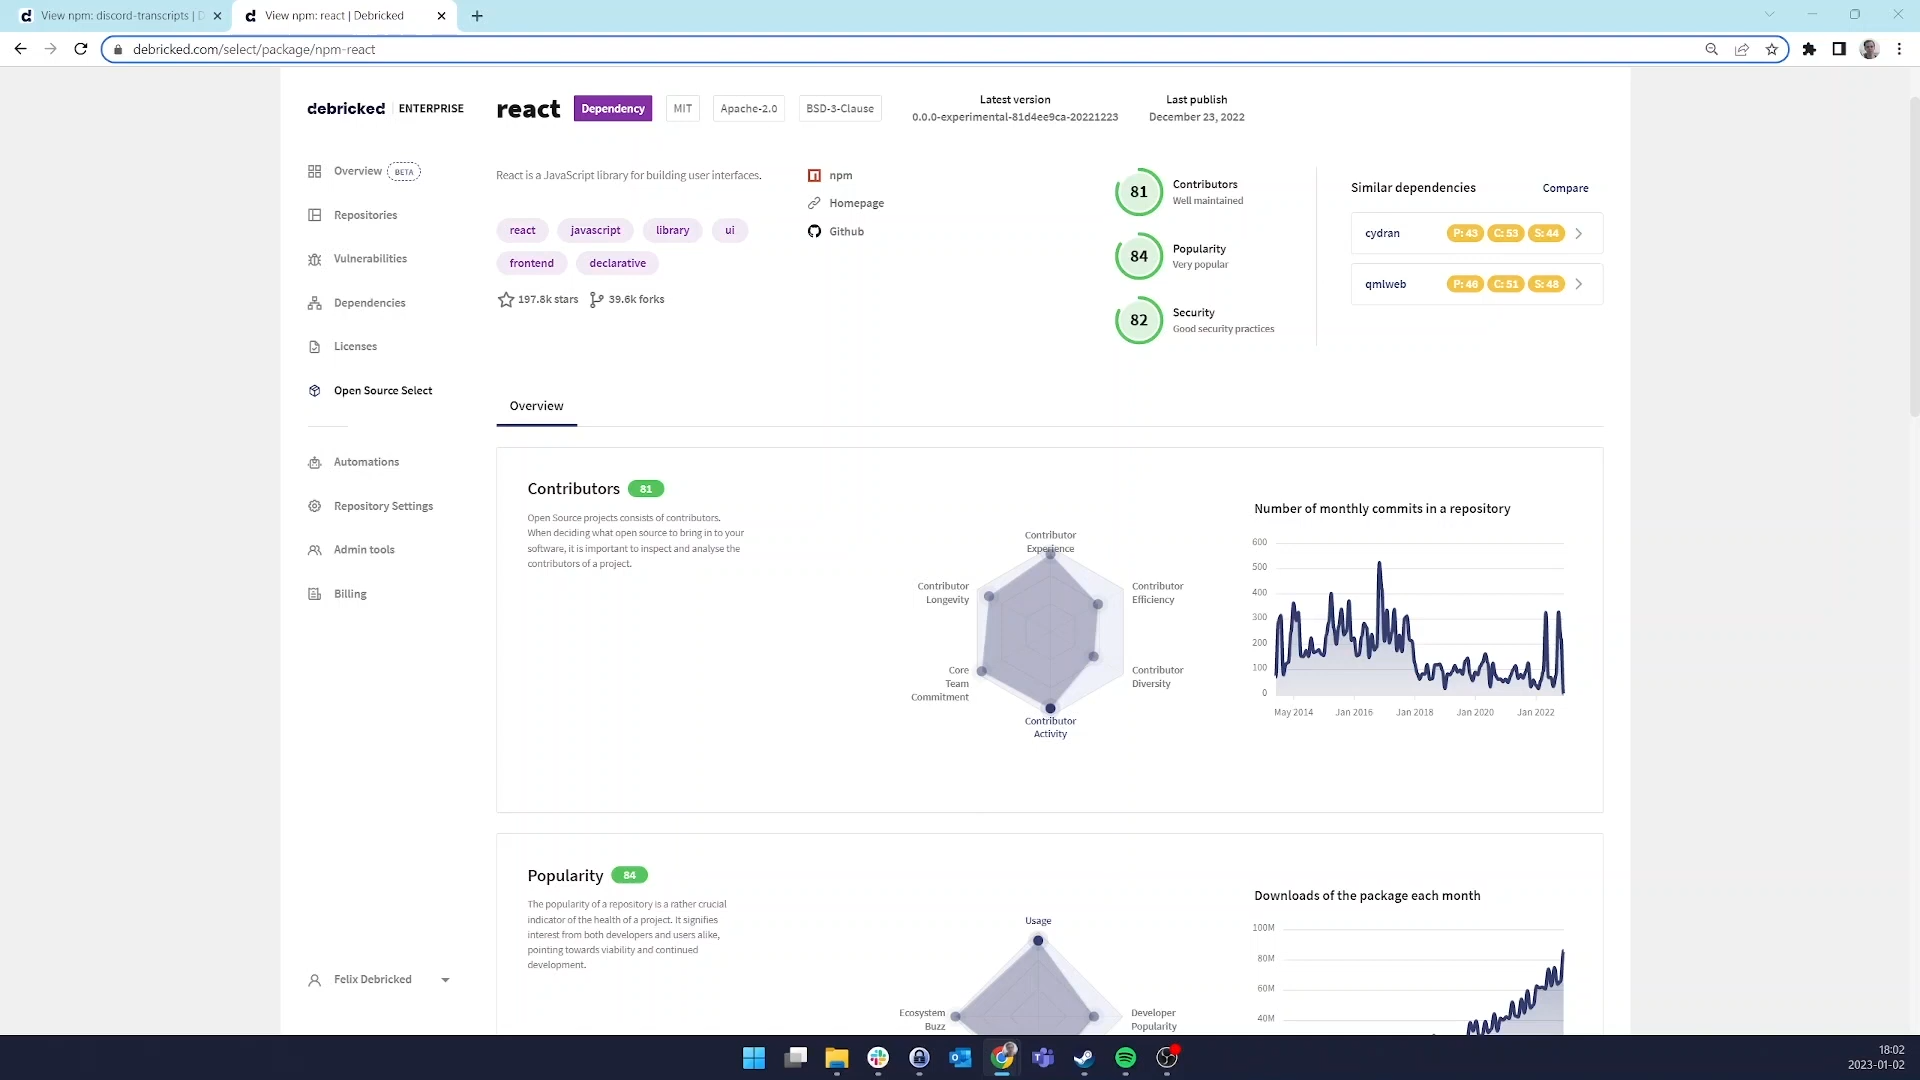 View npm: discord-transcripts | D
View npm: react | Debricked
debricked.com/select/package/npm-react
debricked ENTERPRISE
react Dependency MIT Apache-2.0 BSD-3-Clause
Latest version
0.0.0-experimental-81d4ee9ca-20221223
Last publish
December 23, 2022
Overview BETA
Repositories
Vulnerabilities
Dependencies
Licenses
Open Source Select
Automations
Repository Settings
Admin tools
Billing
Felix Debricked
React is a JavaScript library for building user interfaces.
react javascript library ui
frontend declarative
197.8k stars 39.6k forks
npm
Homepage
Github
81 Contributors
Well maintained
84 Popularity
Very popular
82 Security
Good security practices
Similar dependencies Compare
cydran P: 43 C: 53 S: 44
qmlweb P: 46 C: 51 S: 48
Overview
Contributors 81
Open Source projects consists of contributors.
When deciding what open source to bring in to your
software, it is important to inspect and analyse the
contributors of a project.
Contributor
Experience
Contributor
Efficiency
Contributor
Diversity
Contributor
Activity
Core
Team
Commitment
Contributor
Longevity
Number of monthly commits in a repository
600
500
400
300
200
100
0
May 2014 Jan 2016 Jan 2018 Jan 2020 Jan 2022
Popularity 84
The popularity of a repository is a rather crucial
indicator of the health of a project. It signifies
interest from both developers and users alike,
pointing towards viability and continued
development.
Usage
Ecosystem
Buzz
Developer
Popularity
Downloads of the package each month
100M
80M
60M
40M
18:02
2023-01-02